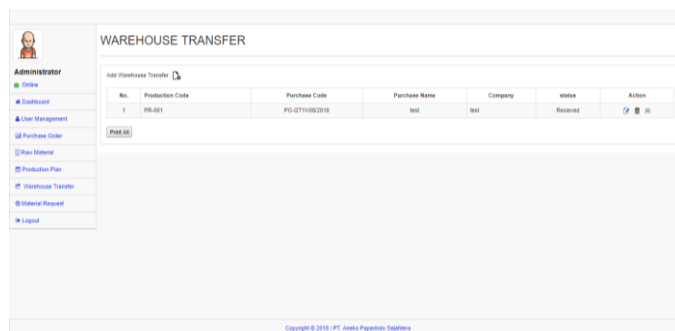 WAREHOUSE TRANSFER
Administrator
Online
Dashboard
User Management
Purchase Order
Raw Material
Production Plan
Warehouse Transfer
Material Request
Logout
Add Warehouse Transfer
No. Production Code Purchase Code Purchase Name Company status Action
1 PR-001 PO-GT11/08/2018 test test Recieved
Print All
Copyright © 2018 | PT. Aneka Paperindo Sejahtera